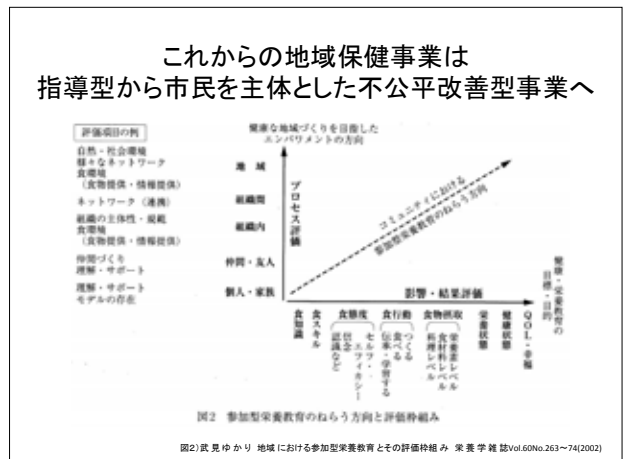 これからの地域保健事業は
指導型から市民を主体とした不公平改善型事業へ
評価項目の例
健康な地域づくりを目指した
エンパワメントの方向
自然・社会環境
様々なネットワーク
食環境
(食物提供・情報提供)
ネットワーク(連携)
組織の主体性・規範
食環境
(食物提供・情報提供)
仲間づくり
理解・サポート
理解・サポート
モデルの存在
地域
組織間
組織内
仲間・友人
個人・家族
プロセス評価
コミュニティにおける
参加型栄養教育のねらう方向
影響・結果評価
健康・栄養教育の
目標・目的
食知識
食スキル
食態度
セルフ・
エフィカシー
信念
認識など
食行動
つくる
食べる
伝承・学習する
食物摂取
栄養素レベル
食材料レベル
料理レベル
栄養状態
健康状態
QOL・幸福
図2 参加型栄養教育のねらう方向と評価枠組み
図2)武見ゆかり 地域における参加型栄養教育とその評価枠組み 栄養学雑誌Vol.60No.263~74(2002)